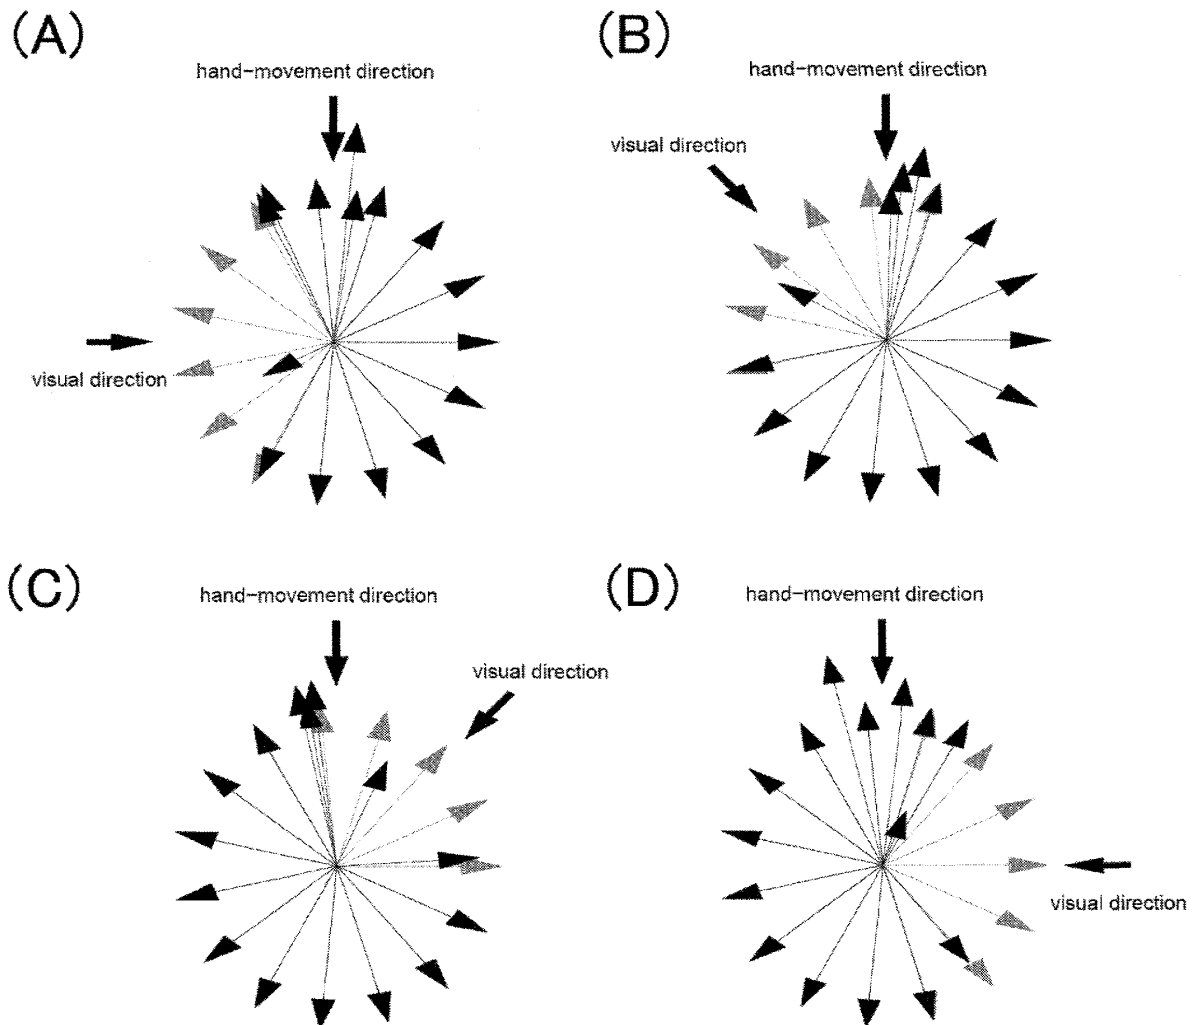 (A)
hand-movement direction
visual direction
(B)
hand-movement direction
visual direction
(C)
hand-movement direction
visual direction
(D)
hand-movement direction
visual direction